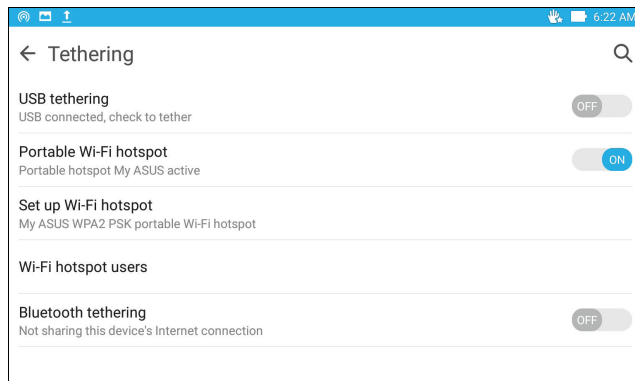 6:22 AM
Tethering
USB tethering
OFF
USB connected, check to tether
Portable Wi-Fi hotspot
ON
Portable hotspot My ASUS active
Set up Wi-Fi hotspot
My ASUS WPA2 PSK portable Wi-Fi hotspot
Wi-Fi hotspot users
Bluetooth tethering
OFF
Not sharing this device's Internet connection